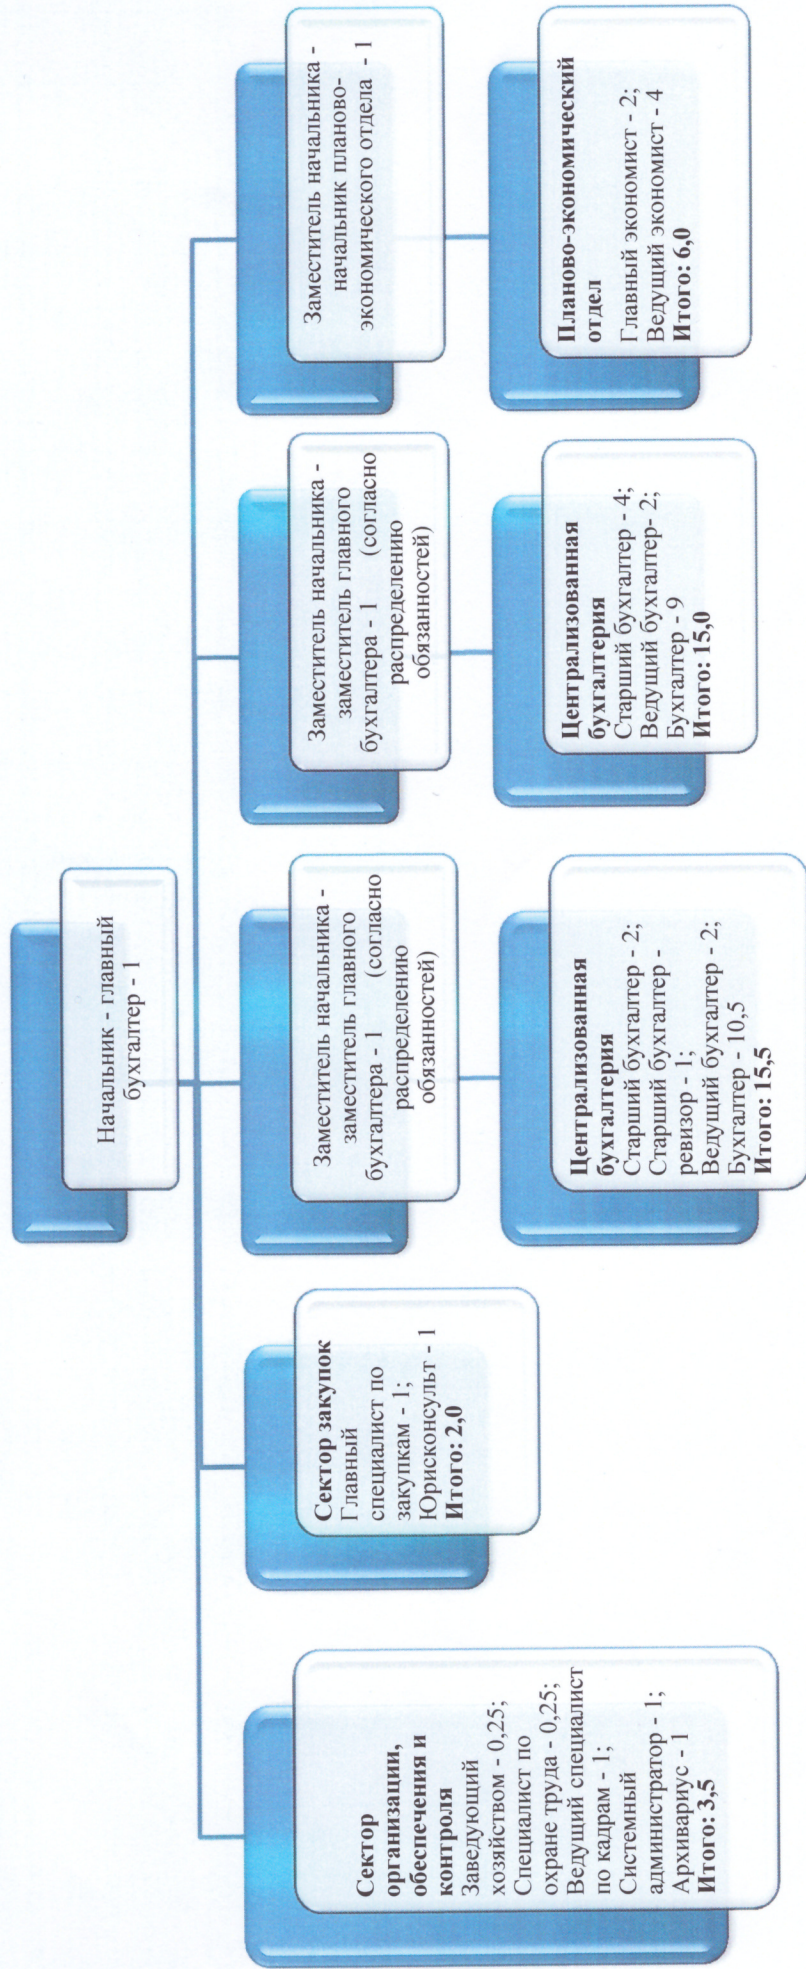 Начальник - главный
бухгалтер - 1
Сектор
организации,
обеспечения и
контроля
Заведующий
хозяйством - 0,25;
Специалист по
охране труда - 0,25;
Ведущий специалист
по кадрам - 1;
Системный
администратор - 1;
Архивариус - 1
Итого: 3,5
Сектор закупок
Главный
специалист по
закупкам - 1;
Юрисконсульт - 1
Итого: 2,0
Заместитель начальника -
заместитель главного
бухгалтера - 1 (согласно
распределению
обязанностей)
Централизованная
бухгалтерия
Старший бухгалтер - 2;
Старший бухгалтер -
ревизор - 1;
Ведущий бухгалтер - 2;
Бухгалтер - 10,5
Итого: 15,5
Заместитель начальника -
заместитель главного
бухгалтера - 1 (согласно
распределению
обязанностей)
Централизованная
бухгалтерия
Старший бухгалтер - 4;
Ведущий бухгалтер- 2;
Бухгалтер - 9
Итого: 15,0
Заместитель начальника -
начальник планово-
экономического отдела - 1
Планово-экономический
отдел
Главный экономист - 2;
Ведущий экономист - 4
Итого: 6,0